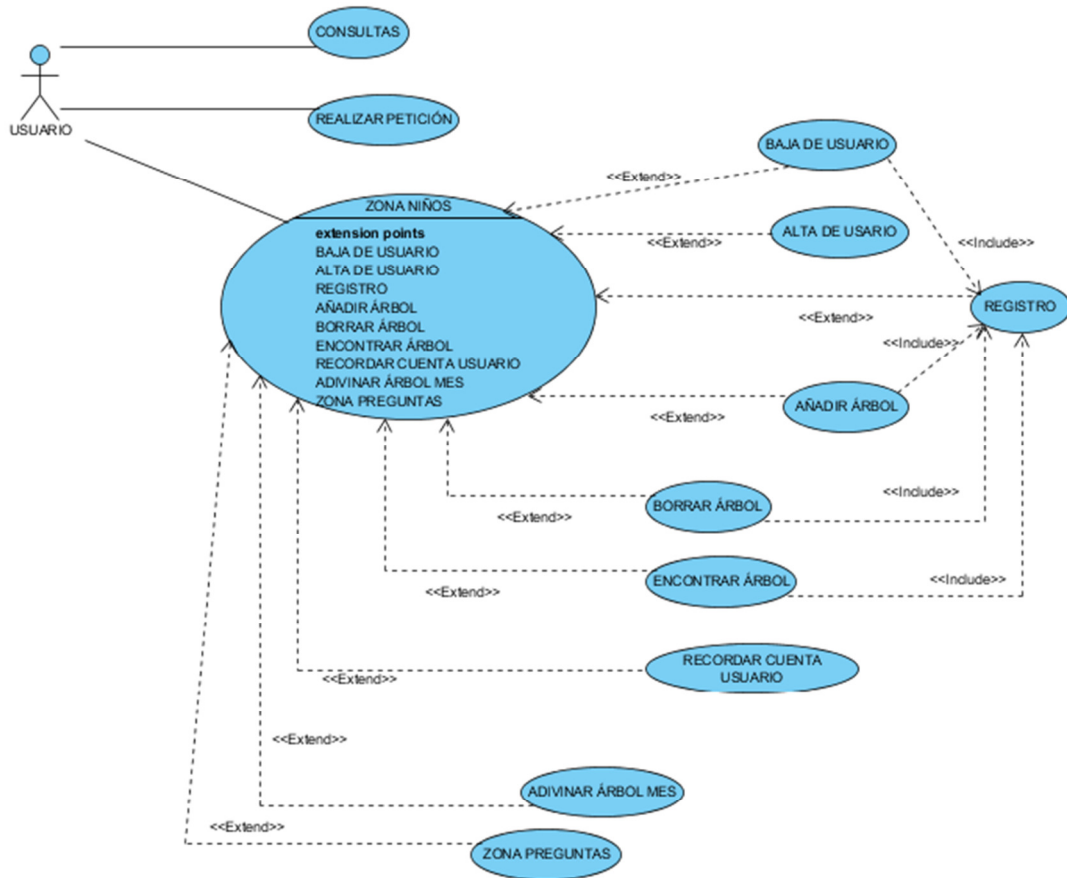 CONSULTAS
USUARIO
REALIZAR PETICIÓN
BAJA DE USUARIO
<<Extend>>
ZONA NIÑOS
extension points
BAJA DE USUARIO
ALTA DE USUARIO
REGISTRO
AÑADIR ÁRBOL
BORRAR ÁRBOL
ENCONTRAR ÁRBOL
RECORDAR CUENTA USUARIO
ADIVINAR ÁRBOL MES
ZONA PREGUNTAS
ALTA DE USARIO
<<Extend>>
<<Include>>
REGISTRO
<<Extend>>
<<Include>>
AÑADIR ÁRBOL
<<Extend>>
BORRAR ÁRBOL
<<Include>>
<<Extend>>
ENCONTRAR ÁRBOL
<<Include>>
<<Extend>>
RECORDAR CUENTA
USUARIO
<<Extend>>
<<Extend>>
ADIVINAR ÁRBOL MES
<<Extend>>
ZONA PREGUNTAS